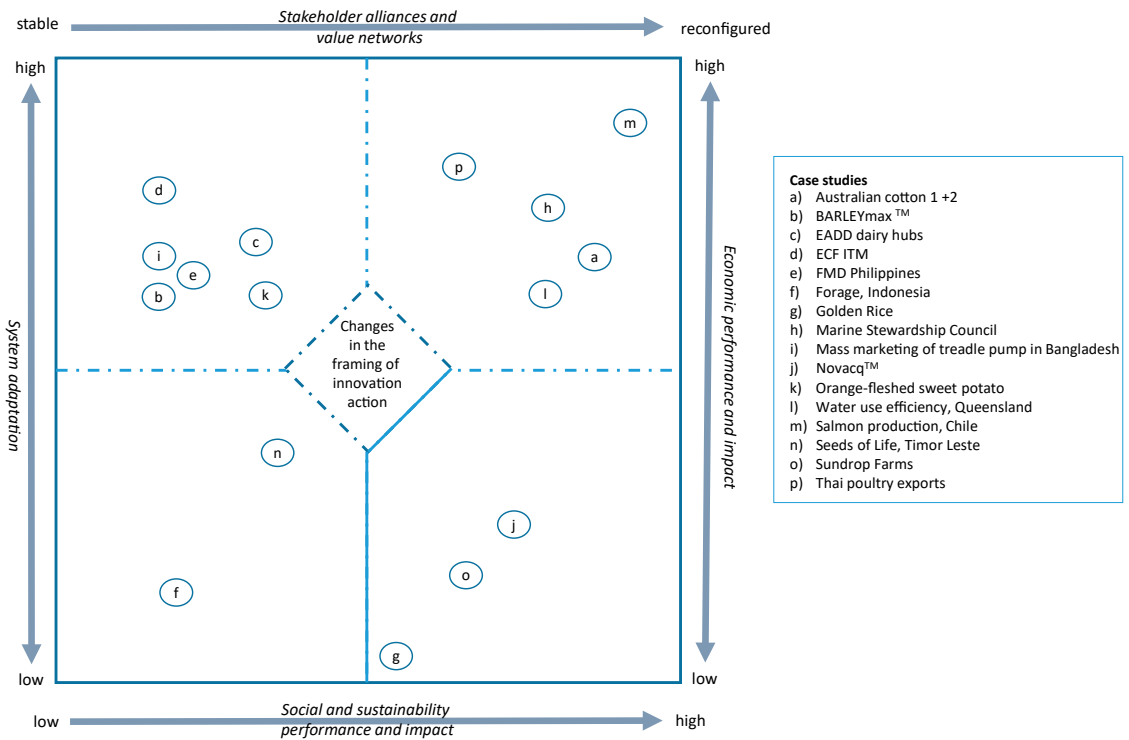 Stakeholder alliances and
value networks
stable
reconfigured
high
high
m
p
d
h
c
i
a
e
b
k
l
Changes
in the
framing of
innovation
action
System adaptation
Economic performance and impact
n
j
o
f
g
low
low
low
Social and sustainability
performance and impact
high
Case studies
a) Australian cotton 1 +2
b) BARLEYmax TM
c) EADD dairy hubs
d) ECF ITM
e) FMD Philippines
f) Forage, Indonesia
g) Golden Rice
h) Marine Stewardship Council
i) Mass marketing of treadle pump in Bangladesh
j) NovacqTM
k) Orange-fleshed sweet potato
l) Water use efficiency, Queensland
m) Salmon production, Chile
n) Seeds of Life, Timor Leste
o) Sundrop Farms
p) Thai poultry exports